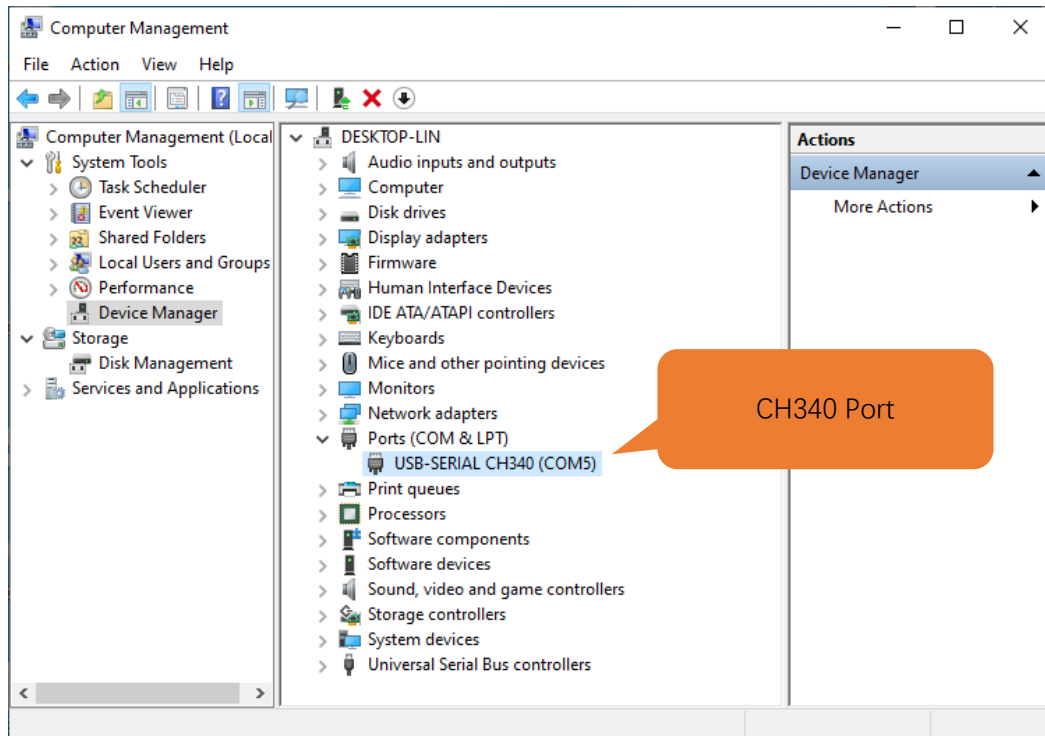 Computer Management
File Action View Help
Computer Management (Local
System Tools
Task Scheduler
Event Viewer
Shared Folders
Local Users and Groups
Performance
Device Manager
Storage
Disk Management
Services and Applications
DESKTOP-LIN
Audio inputs and outputs
Computer
Disk drives
Display adapters
Firmware
Human Interface Devices
IDE ATA/ATAPI controllers
Keyboards
Mice and other pointing devices
Monitors
Network adapters
Ports (COM & LPT)
USB-SERIAL CH340 (COM5)
Print queues
Processors
Software components
Software devices
Sound, video and game controllers
Storage controllers
System devices
Universal Serial Bus controllers
CH340 Port
Actions
Device Manager
More Actions